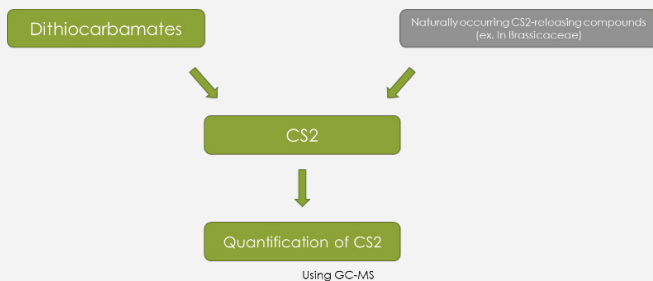 Dithiocarbamates
Naturally occurring CS2-releasing compounds
(ex. In Brassicaceae)
CS2
Quantification of CS2
Using GC-MS